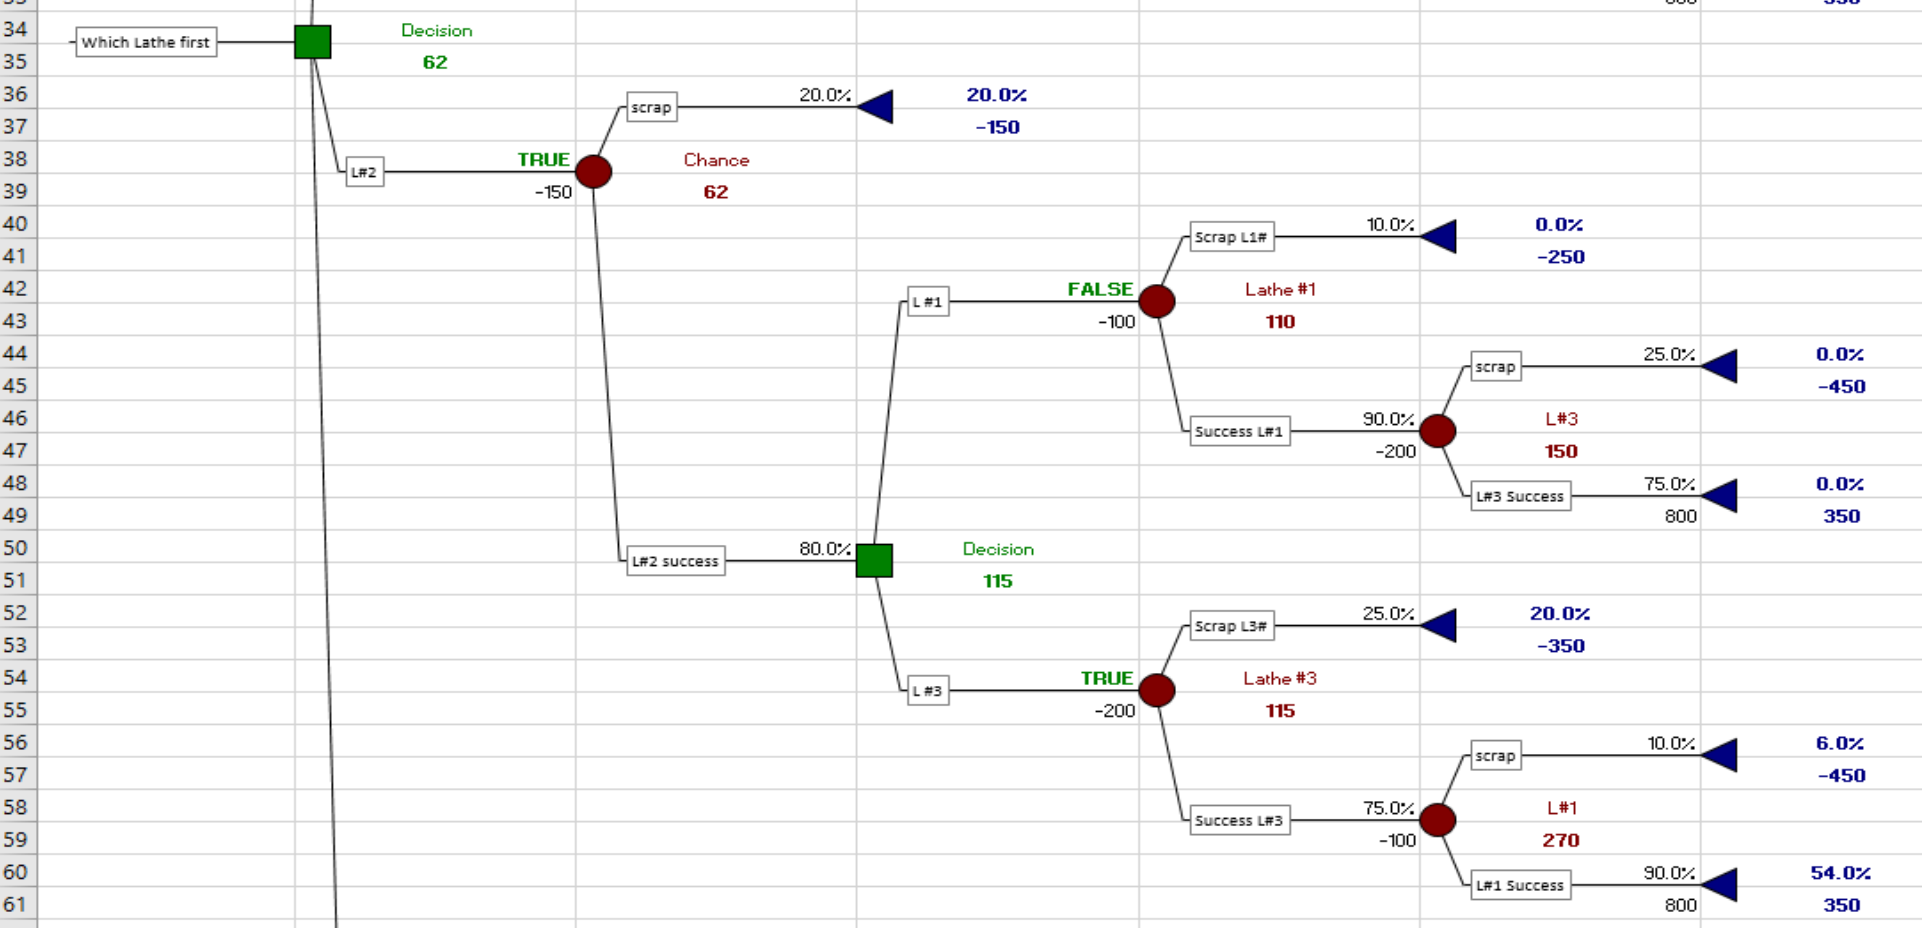 34
Decision
Which Lathe first
35
62
36
scrap
20.0%
20.0%
37
-150
38
TRUE
Chance
L#2
39
-150
62
40
10.0%
0.0%
Scrap L1#
41
-250
42
FALSE
Lathe #1
L #1
43
-100
110
44
25.0%
0.0%
scrap
45
-450
46
90.0%
L#3
Success L#1
47
-200
150
48
75.0%
0.0%
L#3 Success
49
800
350
50
80.0%
Decision
L#2 success
51
115
52
25.0%
20.0%
Scrap L3#
53
-350
54
TRUE
Lathe #3
L #3
55
-200
115
56
10.0%
6.0%
scrap
57
-450
58
75.0%
L#1
Success L#3
59
-100
270
60
90.0%
54.0%
L#1 Success
61
800
350